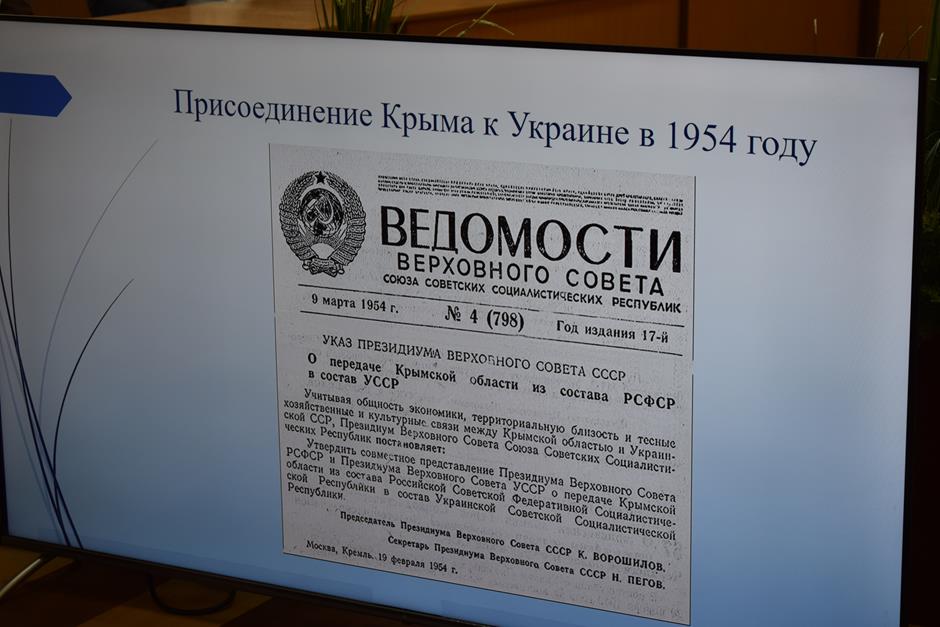 Присоединение Крыма к Украине в 1954 году
ВЕДОМОСТИ
ВЕРХОВНОГО СОВЕТА
СОЮЗА СОВЕТСКИХ СОЦИАЛИСТИЧЕСКИХ РЕСПУБЛИК
9 марта 1954 г. № 4 (798) Год издания 17-й
УКАЗ ПРЕЗИДИУМА ВЕРХОВНОГО СОВЕТА СССР
О передаче Крымской области из состава РСФСР
в состав УССР
Учитывая общность экономики, территориальную близость и тесные
хозяйственные и культурные связи между Крымской областью и Украин-
ской ССР, Президиум Верховного Совета Союза Советских Социалисти-
ческих Республик постановляет:
Утвердить совместное представление Президиума Верховного Совета
РСФСР и Президиума Верховного Совета УССР о передаче Крымской
области из состава Российской Советской Федеративной Социалистиче-
ской Республики в состав Украинской Советской Социалистической
Республики.
Председатель Президиума Верховного Совета СССР К. ВОРОШИЛОВ.
Секретарь Президиума Верховного Совета СССР Н. ПЕГОВ.
Москва, Кремль. 19 февраля 1954 г.